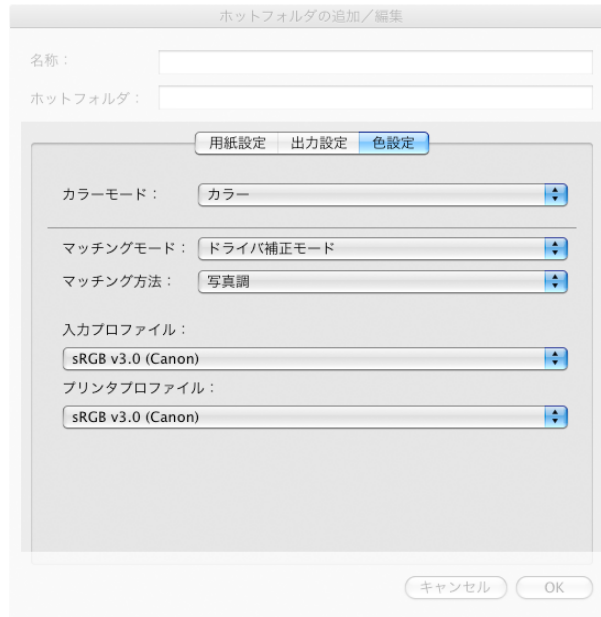 ホットフォルダの追加／編集
名称：
ホットフォルダ：
用紙設定 出力設定 色設定
カラーモード： カラー
マッチングモード： ドライバ補正モード
マッチング方法： 写真調
入力プロファイル：
sRGB v3.0 (Canon)
プリンタプロファイル：
sRGB v3.0 (Canon)
キャンセル OK